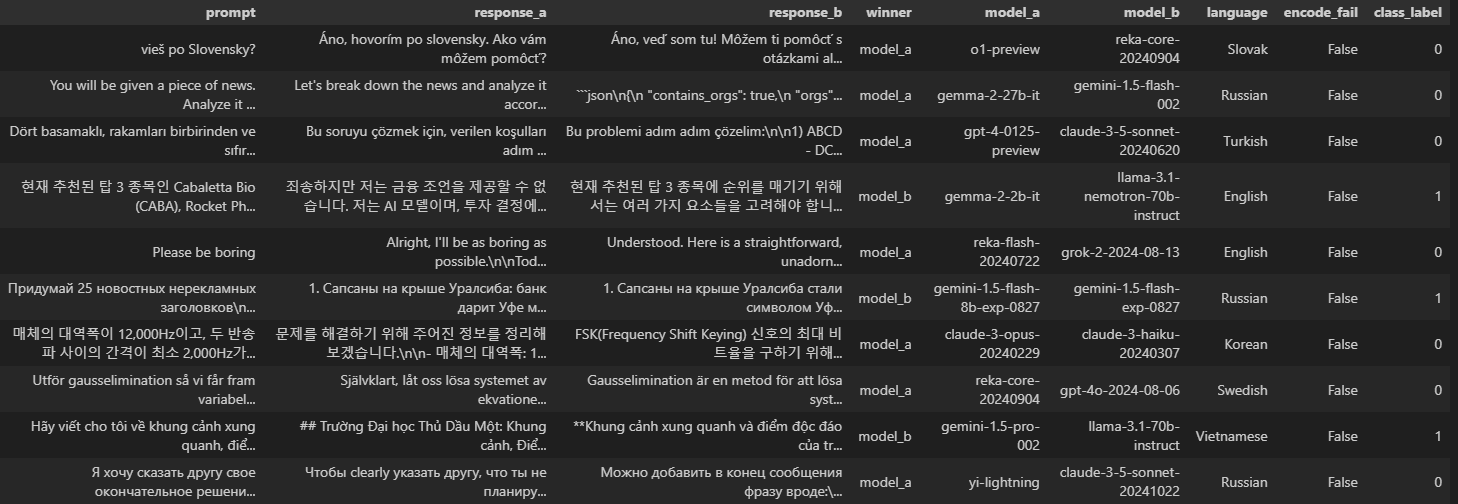 prompt response_a response_b winner model_a model_b language encode_fail class_label
vieš po Slovensky? Áno, hovorím po slovensky. Ako vám môžem pomôcť? Áno, veď som tu! Môžem ti pomôcť s otázkami al... model_a o1-preview reka-core-20240904 Slovak False 0
You will be given a piece of news. Analyze it ... Let's break down the news and analyze it accor... ```json\n{\n "contains_orgs": true,\n "orgs"... model_a gemma-2-27b-it gemini-1.5-flash-002 Russian False 0
Dört basamaklı, rakamları birbirinden ve sıfır... Bu soruyu çözmek için, verilen koşulları adım ... Bu problemi adım adım çözelim:\n\n1) ABCD - DC... model_a gpt-4-0125-preview claude-3-5-sonnet-20240620 Turkish False 0
현재 추천된 탑 3 종목인 Cabaletta Bio (CABA), Rocket Ph... 죄송하지만 저는 금융 조언을 제공할 수 없습니다. 저는 AI 모델이며, 투자 결정에... 현재 추천된 탑 3 종목에 순위를 매기기 위해서는 여러 가지 요소들을 고려해야 합니... model_b gemma-2-2b-it llama-3.1-nemotron-70b-instruct English False 1
Please be boring Alright, I'll be as boring as possible.\n\nTod... Understood. Here is a straightforward, unadorn... model_a reka-flash-20240722 grok-2-2024-08-13 English False 0
Придумай 25 новостных нерекламных заголовков\n... 1. Сапсаны на крыше Уралсиба: банк дарит Уфе м... 1. Сапсаны на крыше Уралсиба стали символом Уф... model_b gemini-1.5-flash-8b-exp-0827 gemini-1.5-flash-exp-0827 Russian False 1
매체의 대역폭이 12,000Hz이고, 두 반송파 사이의 간격이 최소 2,000Hz가... 문제를 해결하기 위해 주어진 정보를 정리해 보겠습니다.\n\n- 매체의 대역폭: 1... FSK(Frequency Shift Keying) 신호의 최대 비트율을 구하기 위해... model_a claude-3-opus-20240229 claude-3-haiku-20240307 Korean False 0
Utför gausselimination så vi får fram variabel... Självklart, låt oss lösa systemet av ekvatione... Gausselimination är en metod för att lösa syst... model_a reka-core-20240904 gpt-4o-2024-08-06 Swedish False 0
Hãy viết cho tôi về khung cảnh xung quanh, điể... ## Trường Đại học Thủ Dầu Một: Khung cảnh, Điể... **Khung cảnh xung quanh và điểm độc đáo của tr... model_b gemini-1.5-pro-002 llama-3.1-70b-instruct Vietnamese False 1
Я хочу сказать другу свое окончательное решени... Чтобы clearly указать другу, что ты не планиру... Можно добавить в конец сообщения фразу вроде:\... model_a yi-lightning claude-3-5-sonnet-20241022 Russian False 0